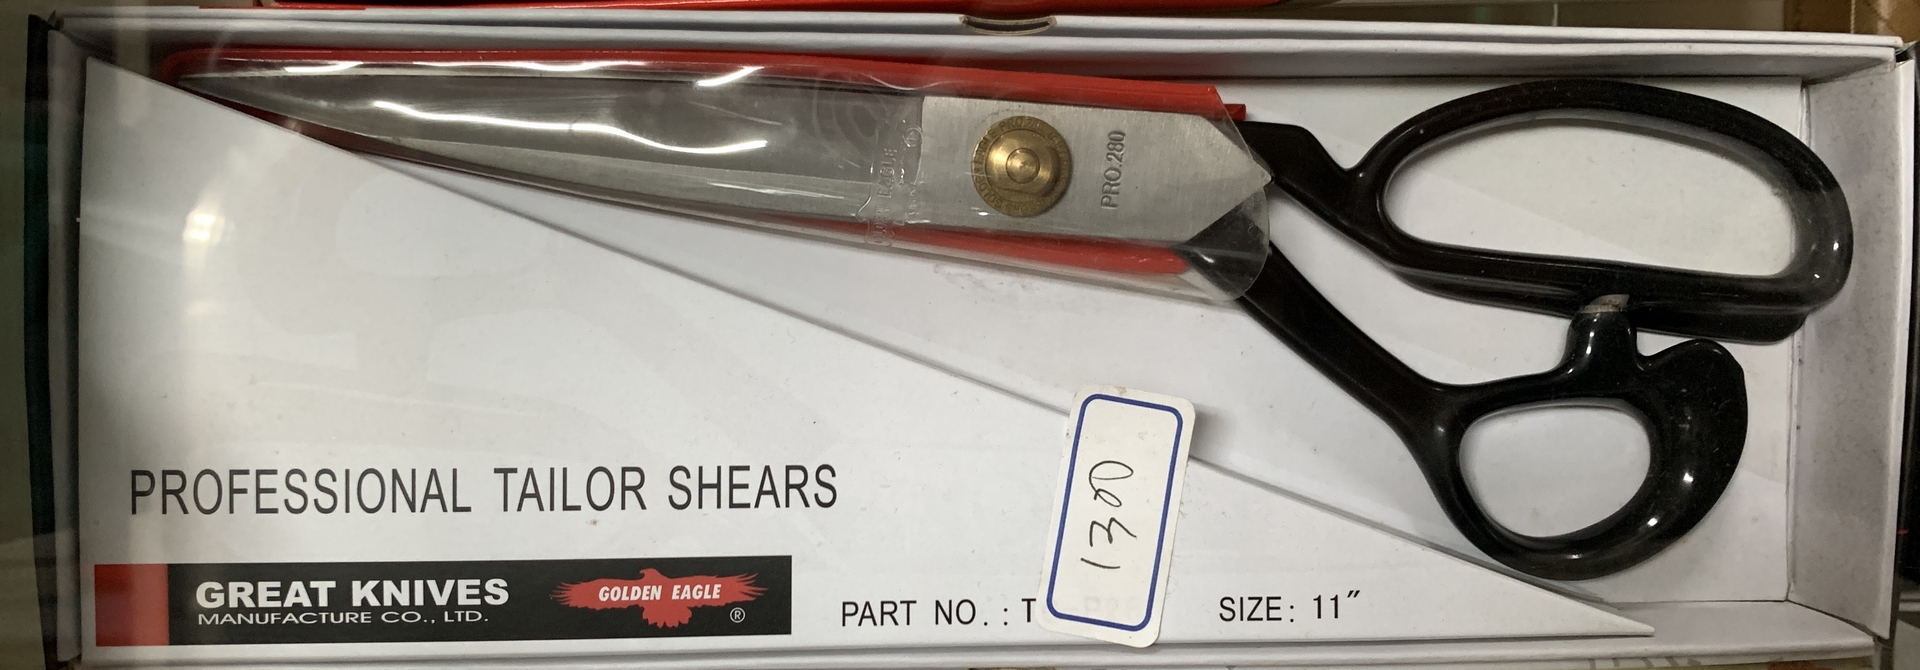 PRO.280
PROFESSIONAL TAILOR SHEARS
GREAT KNIVES
MANUFACTURE CO., LTD.
GOLDEN EAGLE
®
PART NO.: T
1300
SIZE: 11"